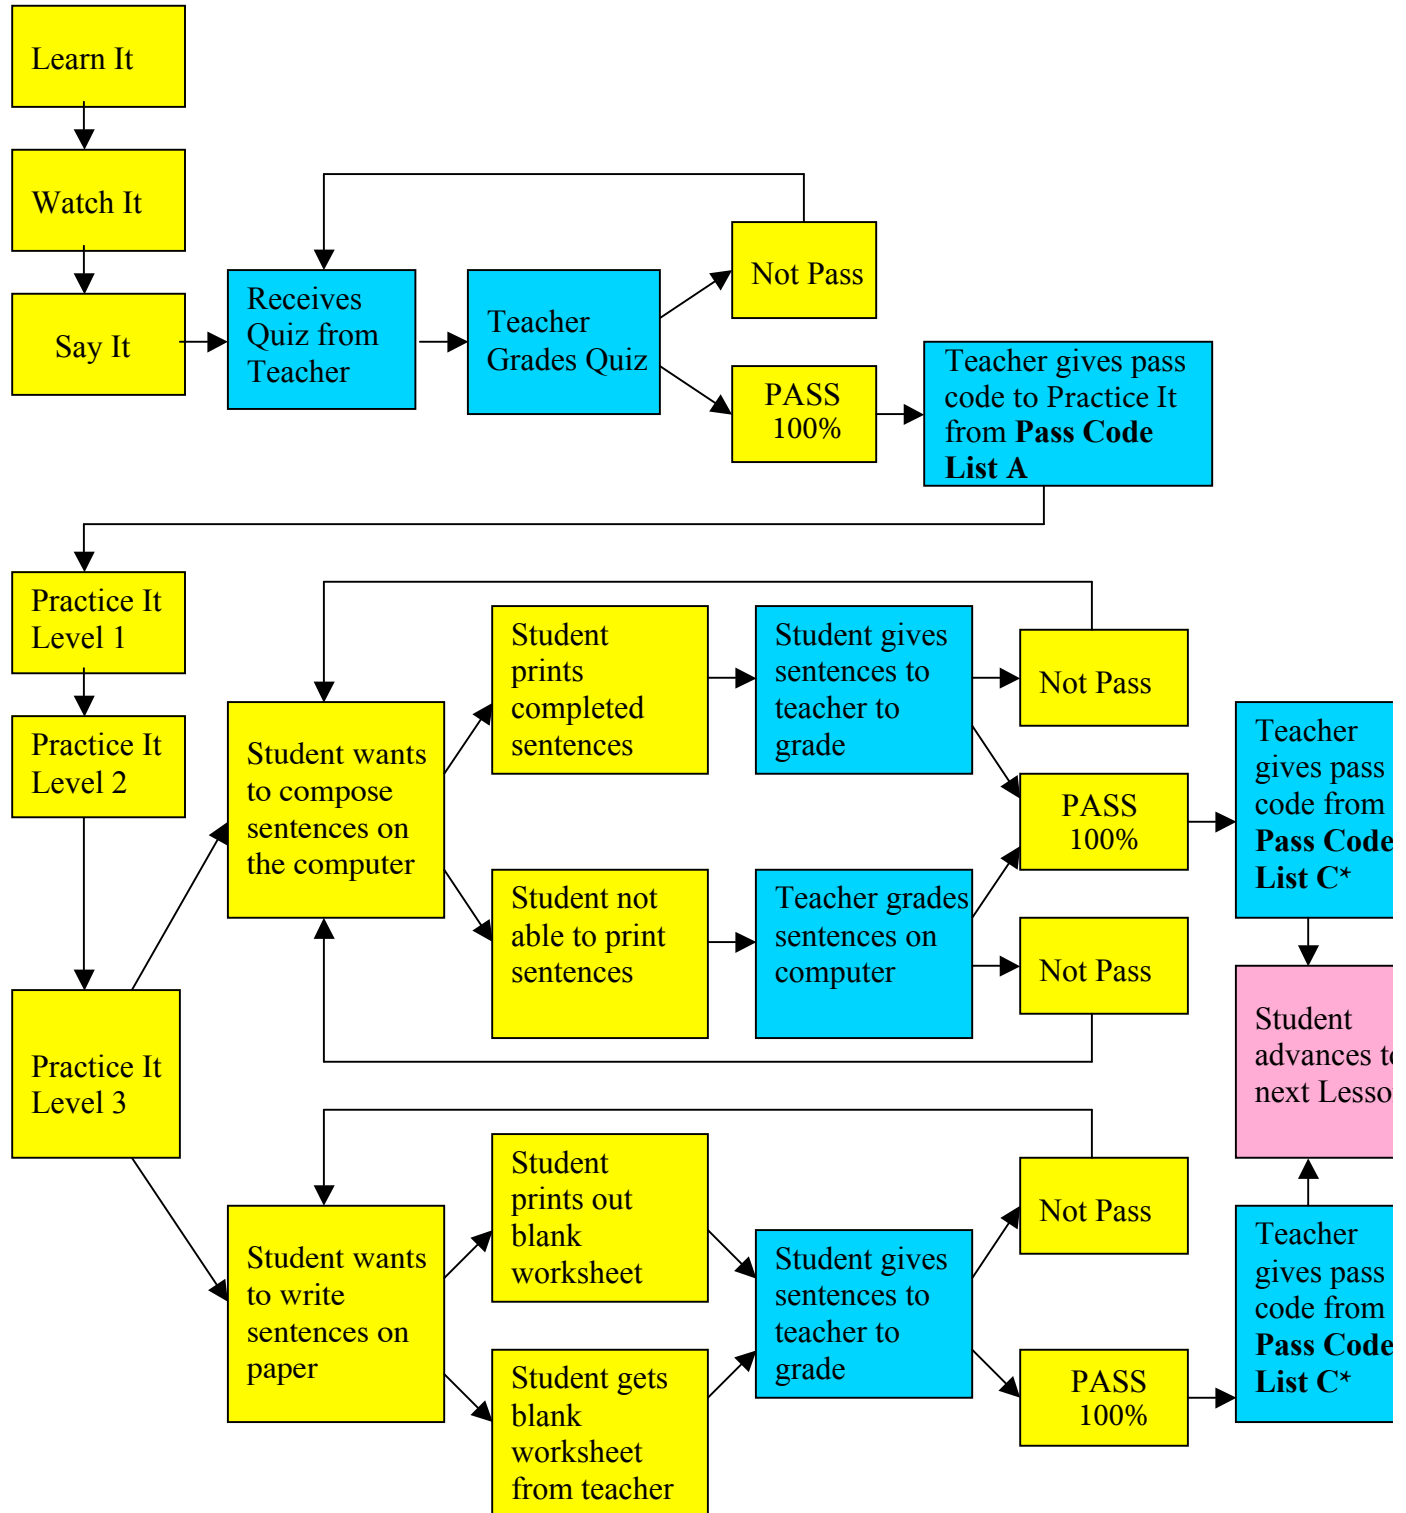 Learn It
Watch It
Say It
Receives
Quiz from
Teacher
Teacher
Grades Quiz
Not Pass
PASS
100%
Teacher gives pass
code to Practice It
from Pass Code
List A
Practice It
Level 1
Practice It
Level 2
Practice It
Level 3
Student wants
to compose
sentences on
the computer
Student
prints
completed
sentences
Student gives
sentences to
teacher to
grade
Not Pass
Student not
able to print
sentences
Teacher grades
sentences on
computer
PASS
100%
Not Pass
Teacher
gives pass
code from
Pass Code
List C*
Student
advances to
next Lesso
Student wants
to write
sentences on
paper
Student
prints out
blank
worksheet
Student gets
blank
worksheet
from teacher
Student gives
sentences to
teacher to
grade
Not Pass
PASS
100%
Teacher
gives pass
code from
Pass Code
List C*